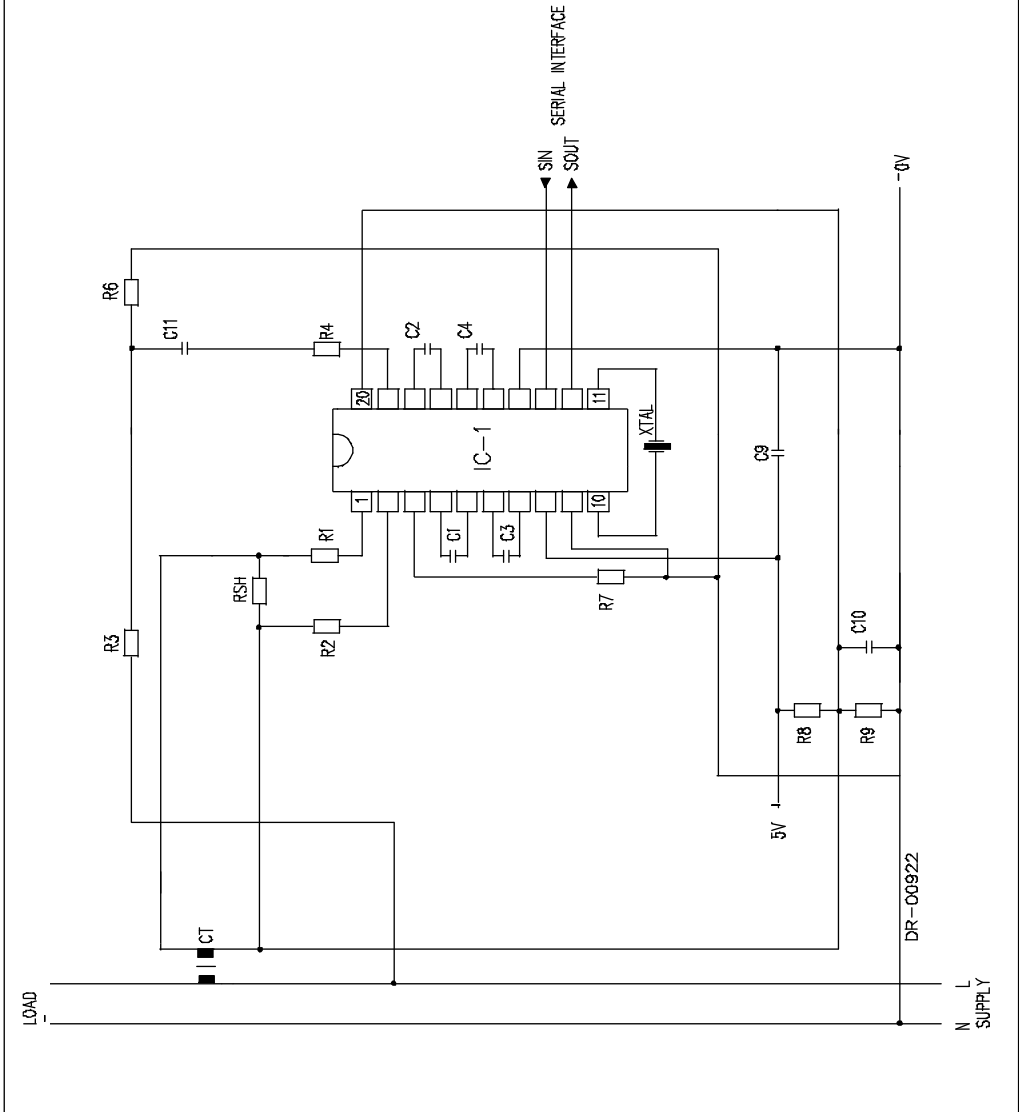 LOAD
N
L
SUPPLY
CT
R3
R6
C11
R4
RSH
R1
R2
1
20
10
11
IC-1
C2
C4
C1
C3
XTAL
R7
SIN
SOUT
SERIAL INTERFACE
C9
C10
R8
R9
5V
-0V
DR-00922